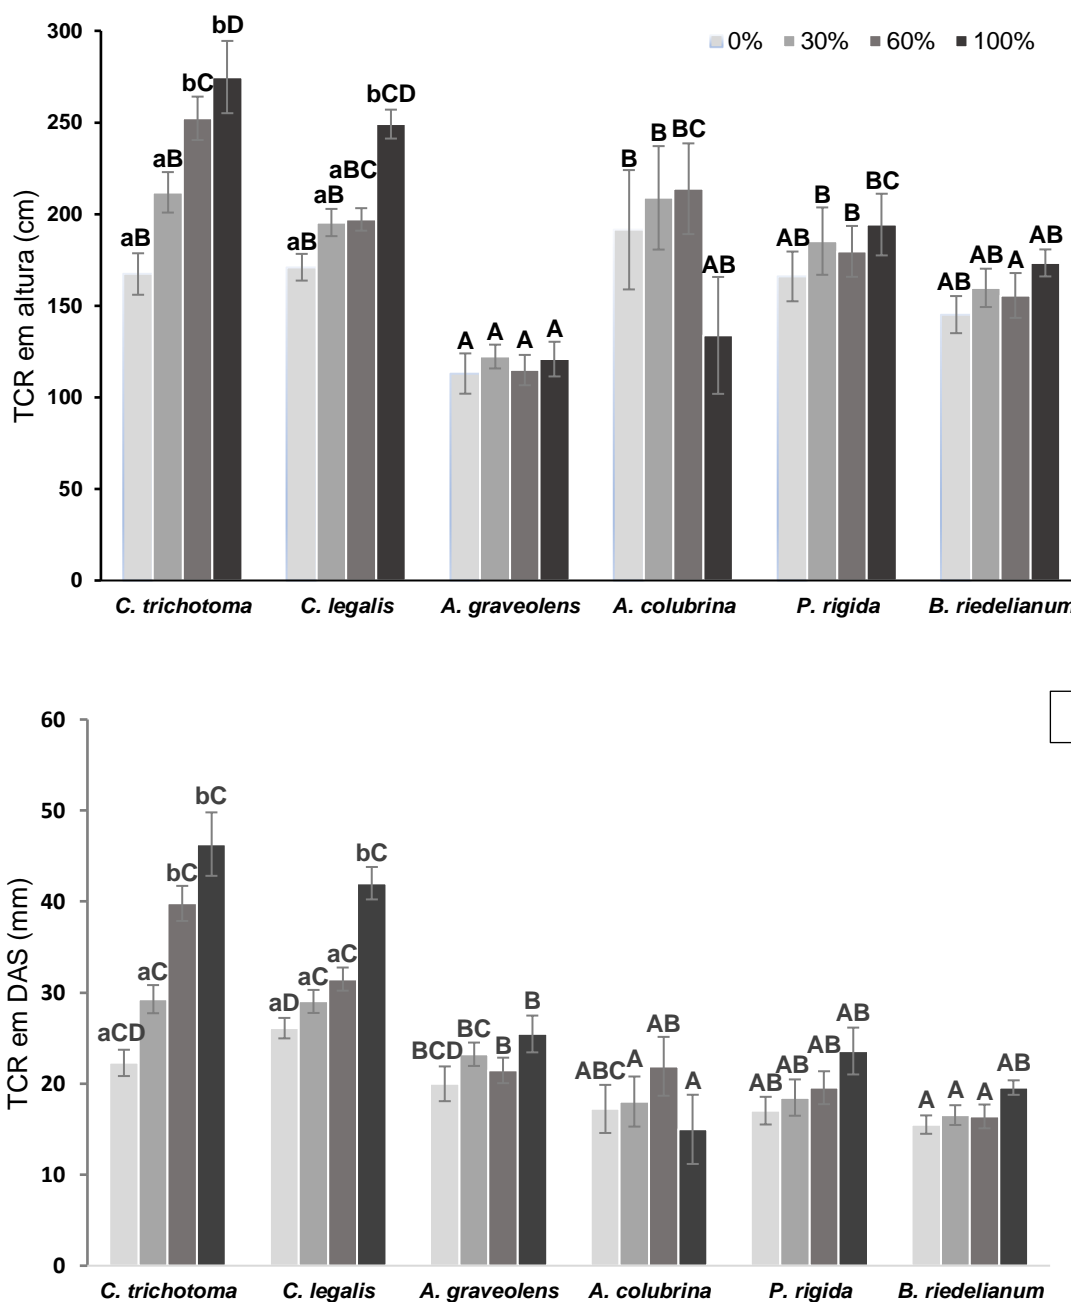 300
250
200
150
100
50
0
TCR em altura (cm)
0% 30% 60% 100%
aB aB bC bD
aB aB aBC bCD
A A A A
B B BC AB
AB B B BC
AB AB A AB
C. trichotoma C. legalis A. graveolens A. colubrina P. rigida B. riedelianum
60
50
40
30
20
10
0
TCR em DAS (mm)
aCD aC bC bC
aD aC aC bC
BCD BC B B
ABC A AB A
AB AB AB AB
A A A AB
C. trichotoma C. legalis A. graveolens A. colubrina P. rigida B. riedelianum